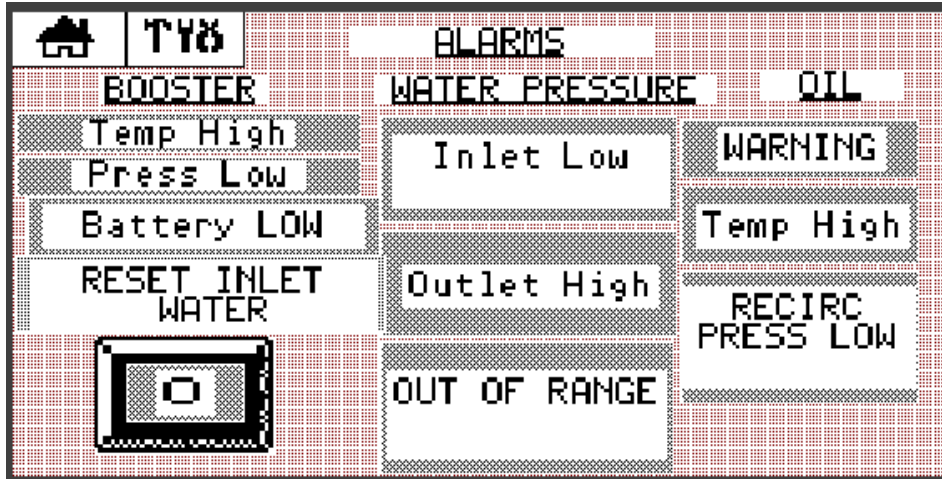 ALARMS
BOOSTER
Temp High
Press Low
Battery LOW
RESET INLET
WATER
O
WATER PRESSURE
Inlet Low
Outlet High
OUT OF RANGE
OIL
WARNING
Temp High
RECIRC
PRESS LOW